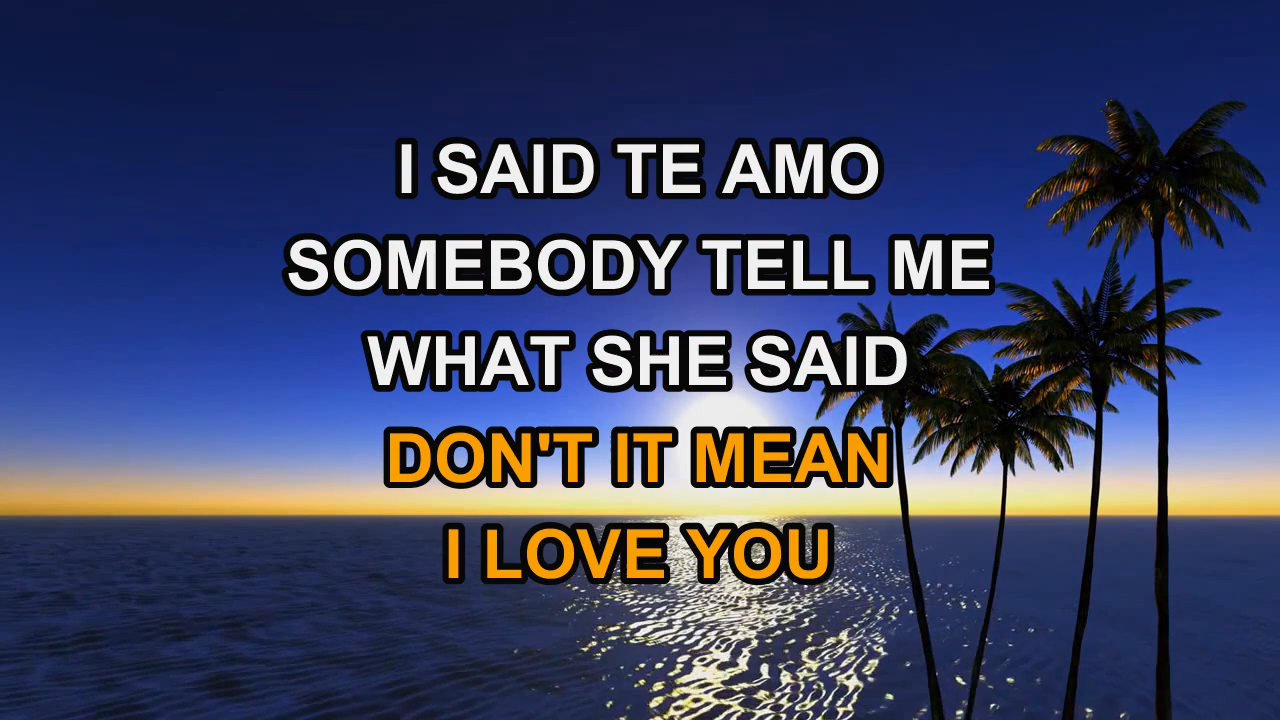 I SAID TE AMO
SOMEBODY TELL ME
WHAT SHE SAID
DON'T IT MEAN
I LOVE YOU